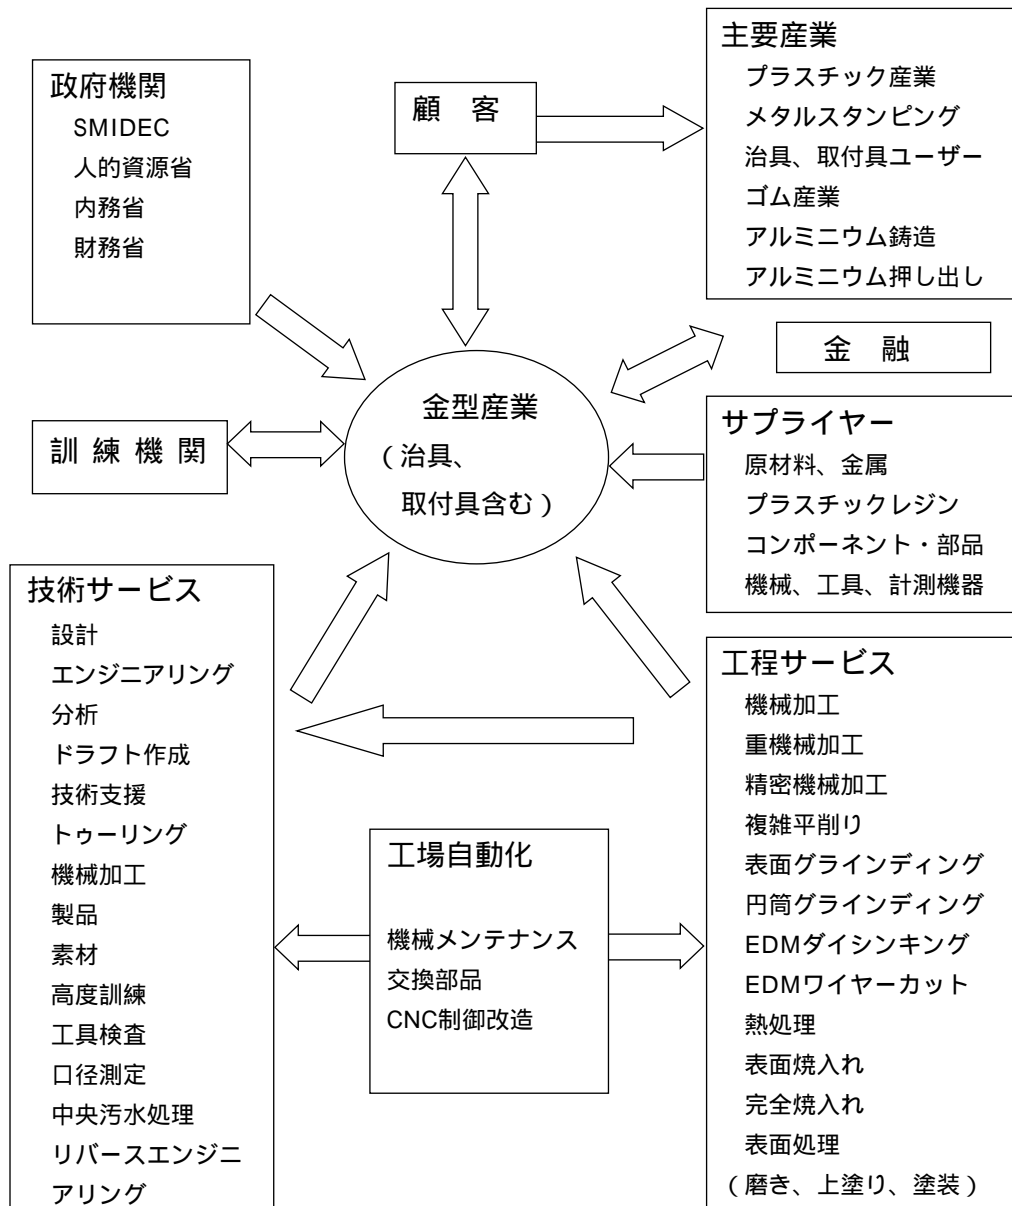 政府機関
SMIDEC
人的資源省
内務省
財務省
顧 客
主要産業
プラスチック産業
メタルスタンピング
治具、取付具ユーザー
ゴム産業
アルミニウム鋳造
アルミニウム押し出し
金 融
訓 練 機 関
金型産業
（治具、
取付具含む）
サプライヤー
原材料、金属
プラスチックレジン
コンポーネント・部品
機械、工具、計測機器
技術サービス
設計
エンジニアリング
分析
ドラフト作成
技術支援
トゥーリング
機械加工
製品
素材
高度訓練
工具検査
口径測定
中央汚水処理
リバースエンジニ
アリング
工場自動化
機械メンテナンス
交換部品
CNC制御改造
工程サービス
機械加工
重機械加工
精密機械加工
複雑平削り
表面グラインディング
円筒グラインディング
EDMダイシンキング
EDMワイヤーカット
熱処理
表面焼入れ
完全焼入れ
表面処理
（磨き、上塗り、塗装）